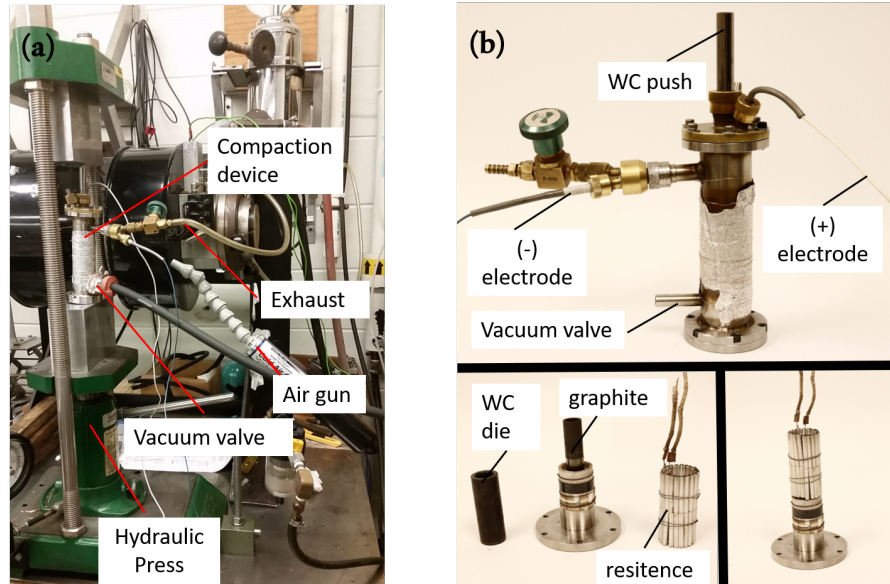 (a)
Compaction
device
Exhaust
Air gun
Vacuum valve
Hydraulic
Press
(b)
WC push
(-)
electrode
(+)
electrode
Vacuum valve
WC
die
graphite
resitence